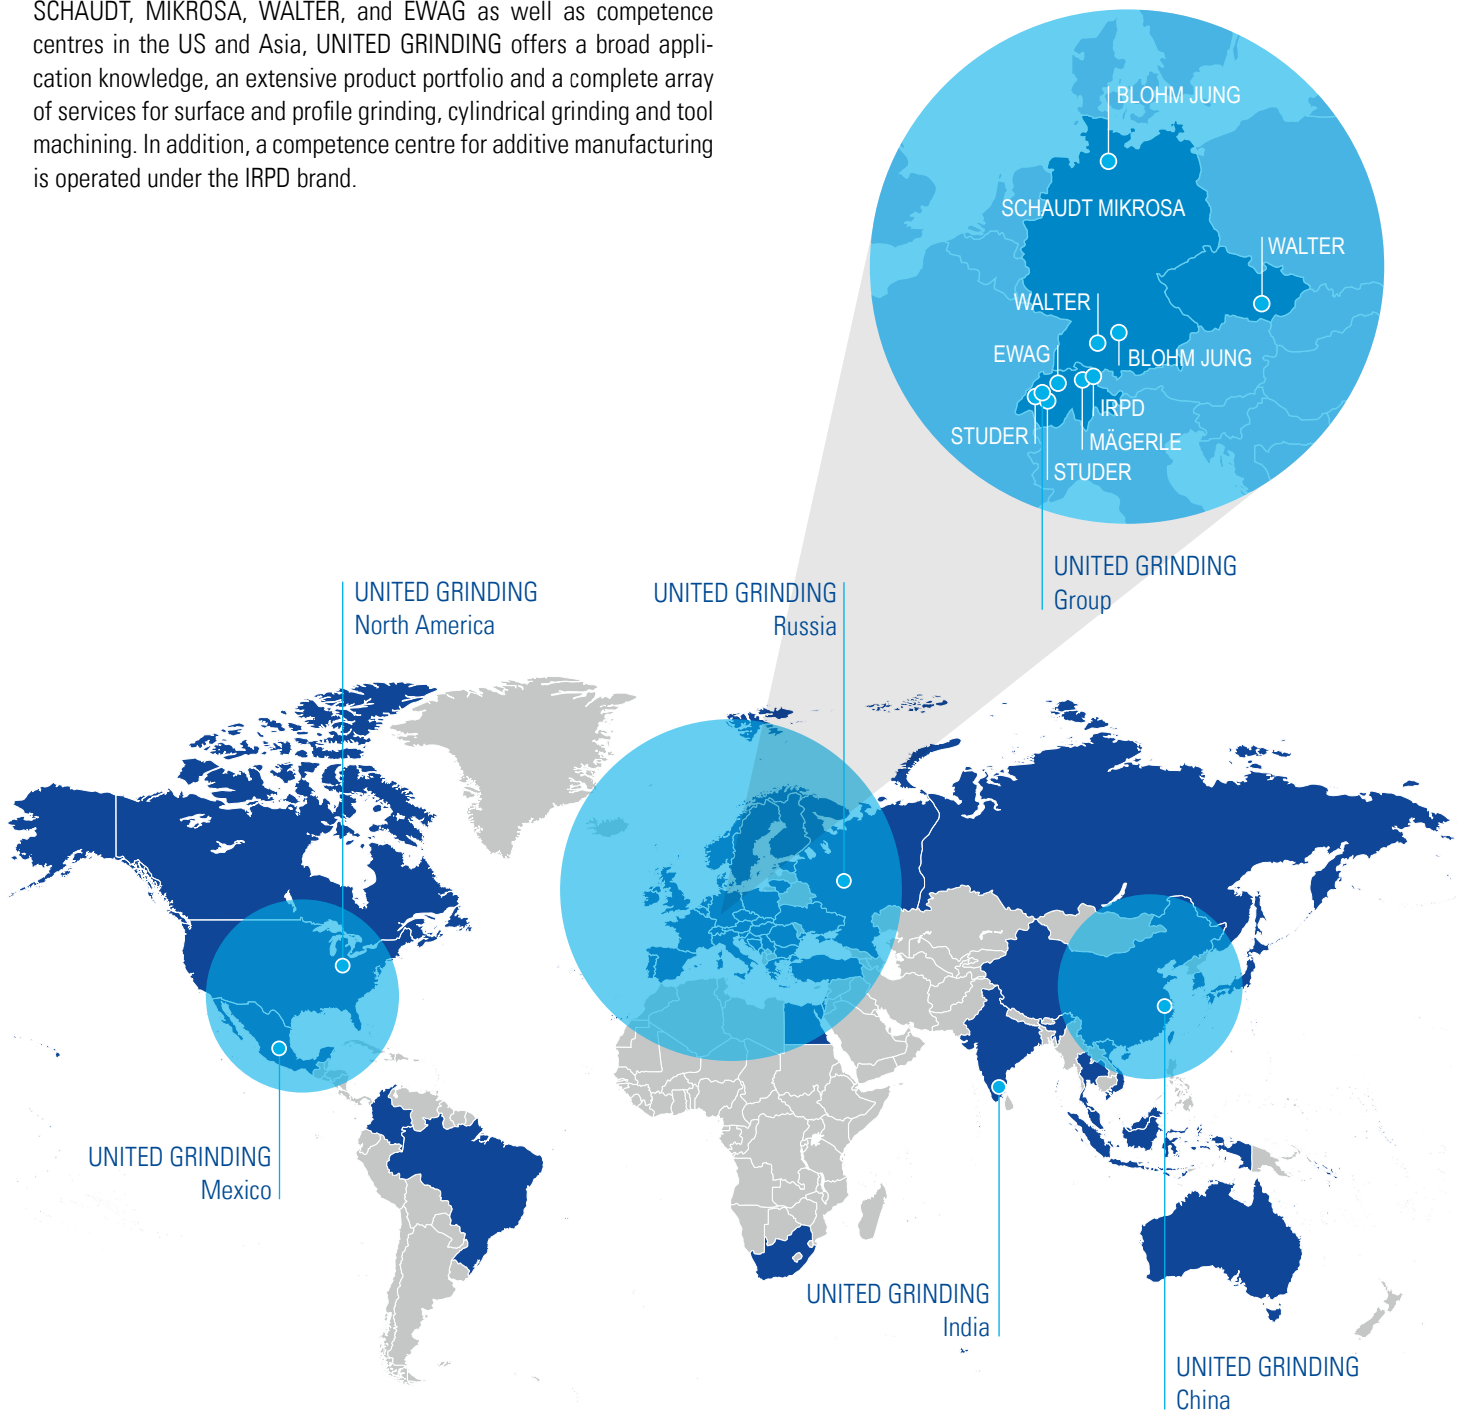 SCHAUDT, MIKROSA, WALTER, and EWAG as well as competence
centres in the US and Asia, UNITED GRINDING offers a broad appli-
cation knowledge, an extensive product portfolio and a complete array
of services for surface and profile grinding, cylindrical grinding and tool
machining. In addition, a competence centre for additive manufacturing
is operated under the IRPD brand.
BLOHM JUNG
SCHAUDT MIKROSA
WALTER
WALTER
EWAG
BLOHM JUNG
IRPD
STUDER
MÄGERLE
STUDER
UNITED GRINDING
Group
UNITED GRINDING
North America
UNITED GRINDING
Russia
UNITED GRINDING
Mexico
UNITED GRINDING
India
UNITED GRINDING
China